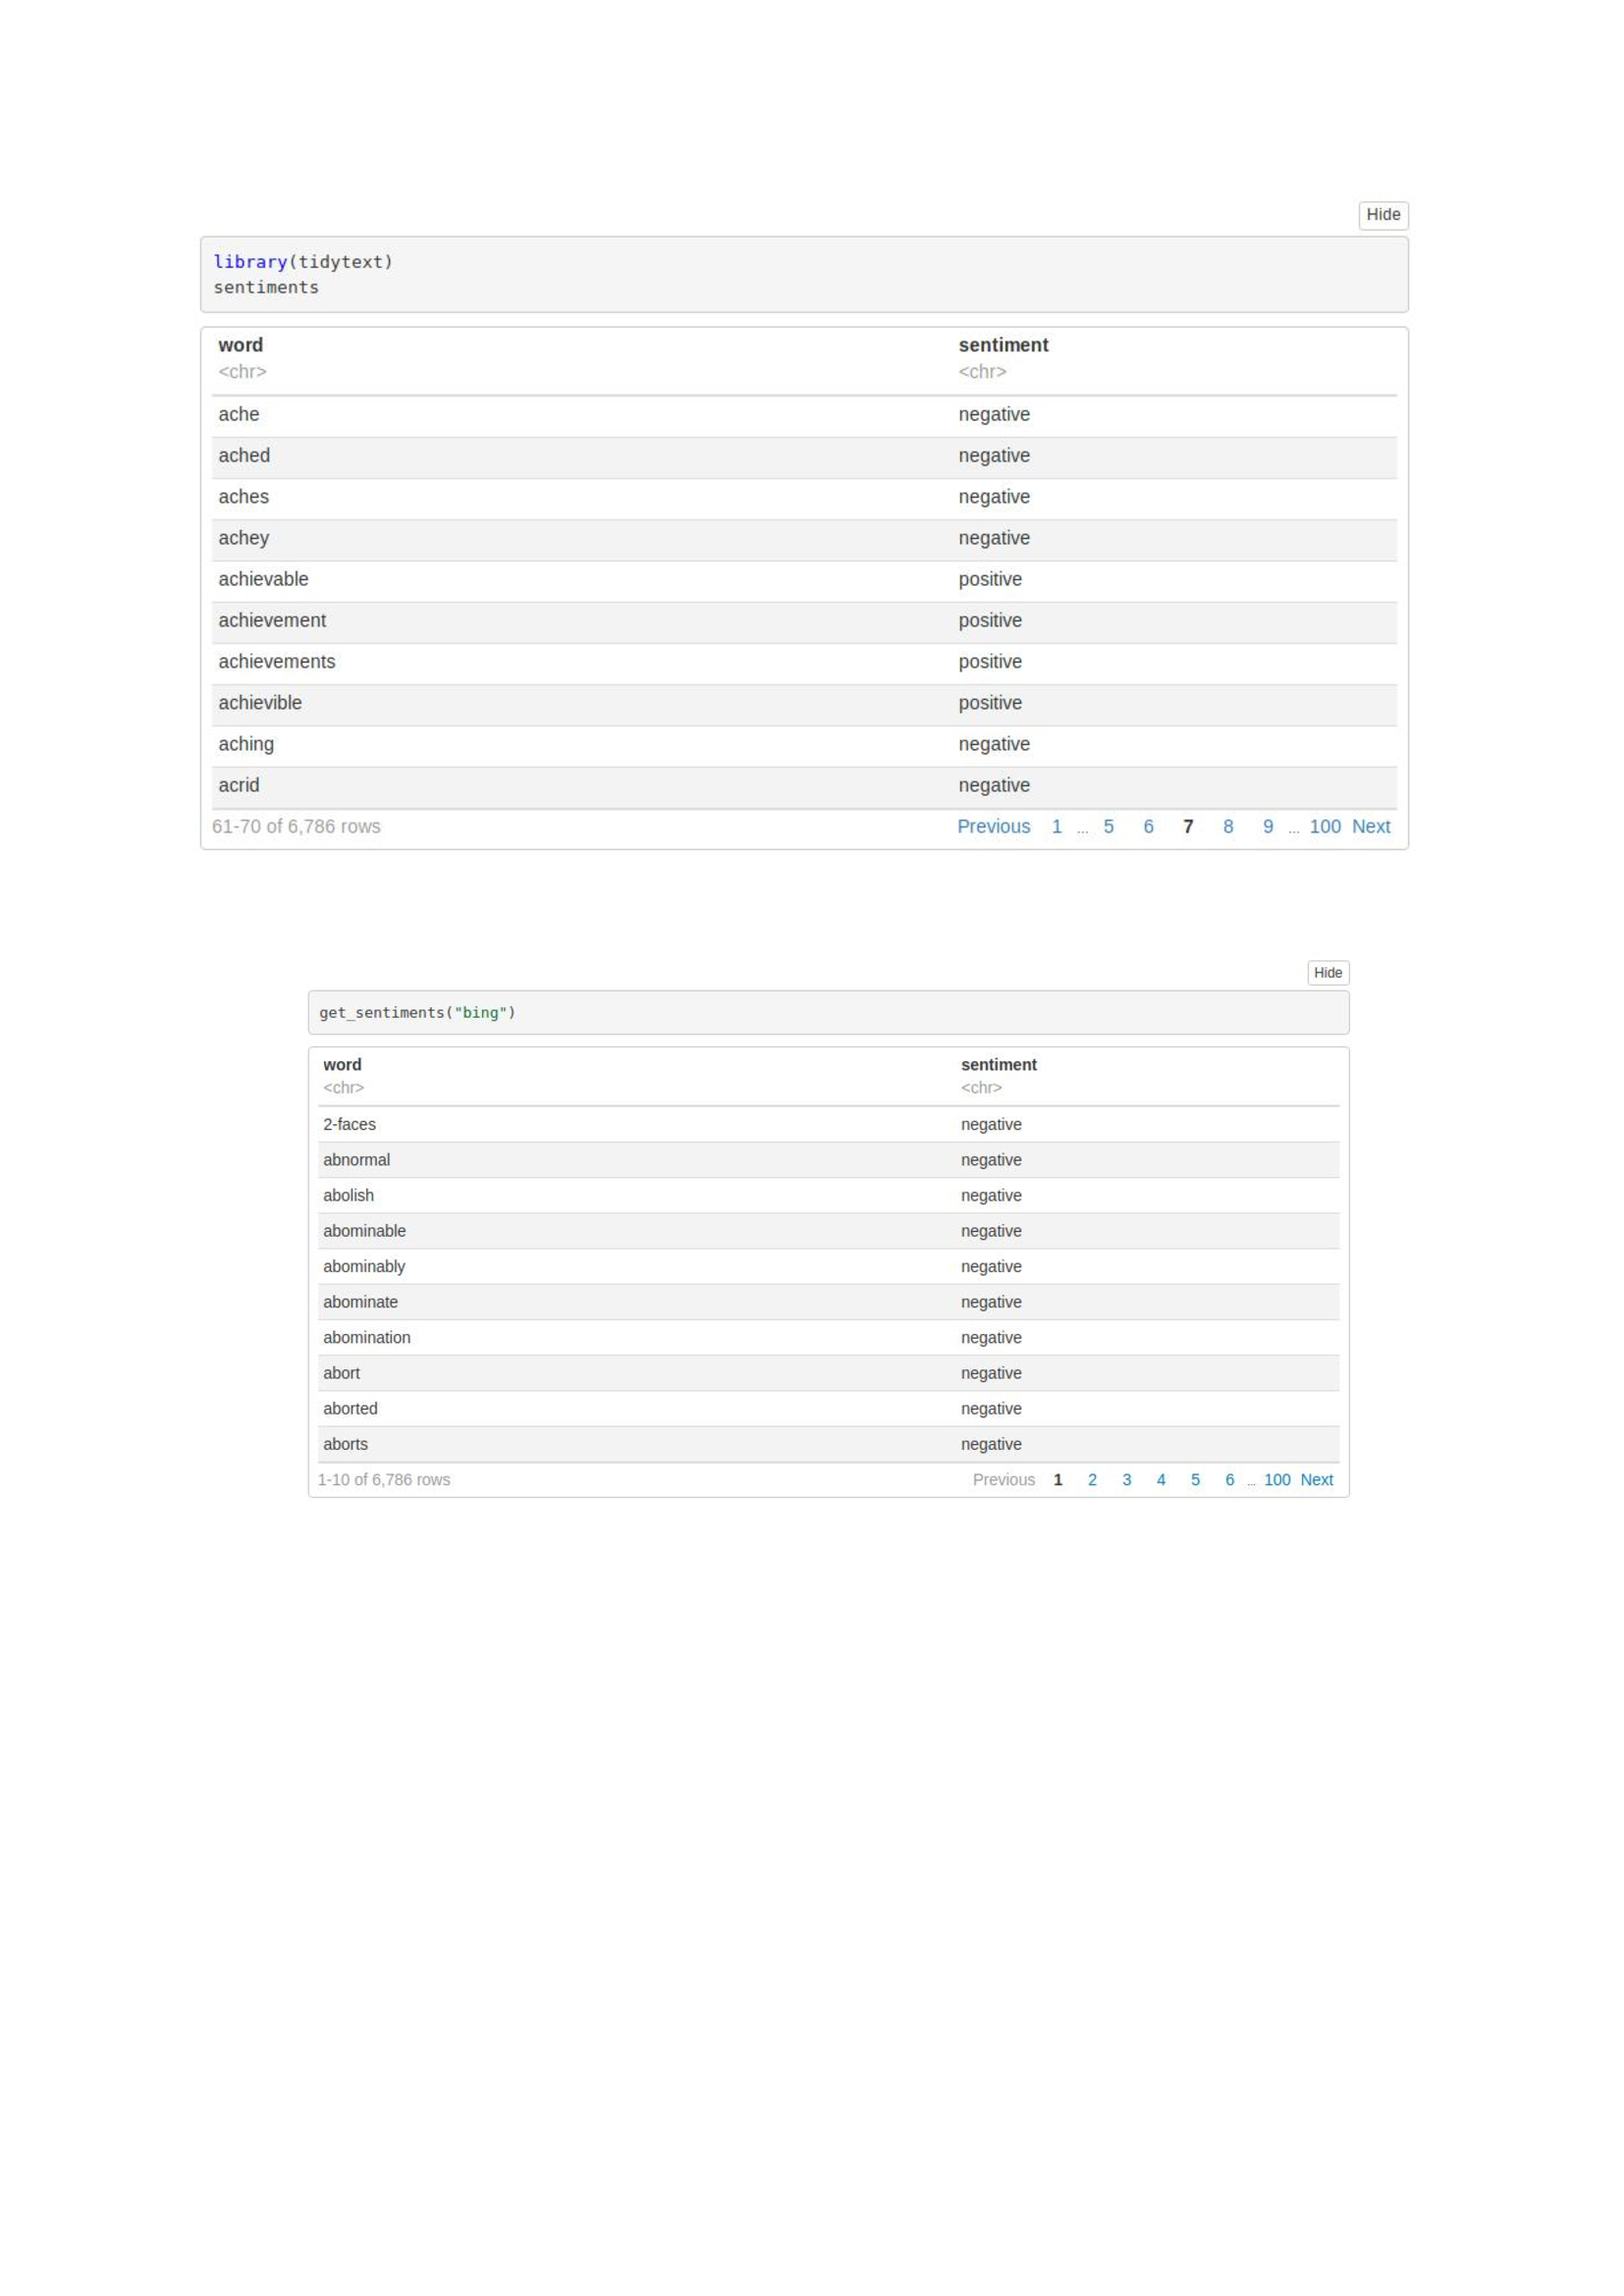 Hide
library(tidytext)
sentiments
word sentiment
<chr> <chr>
ache negative
ached negative
aches negative
achey negative
achievable positive
achievement positive
achievements positive
achievible positive
aching negative
acrid negative
61-70 of 6,786 rows Previous 1 ... 5 6 7 8 9 ... 100 Next
Hide
get_sentiments("bing")
word sentiment
<chr> <chr>
2-faces negative
abnormal negative
abolish negative
abominable negative
abominably negative
abominate negative
abomination negative
abort negative
aborted negative
aborts negative
1-10 of 6,786 rows Previous 1 2 3 4 5 6 ... 100 Next